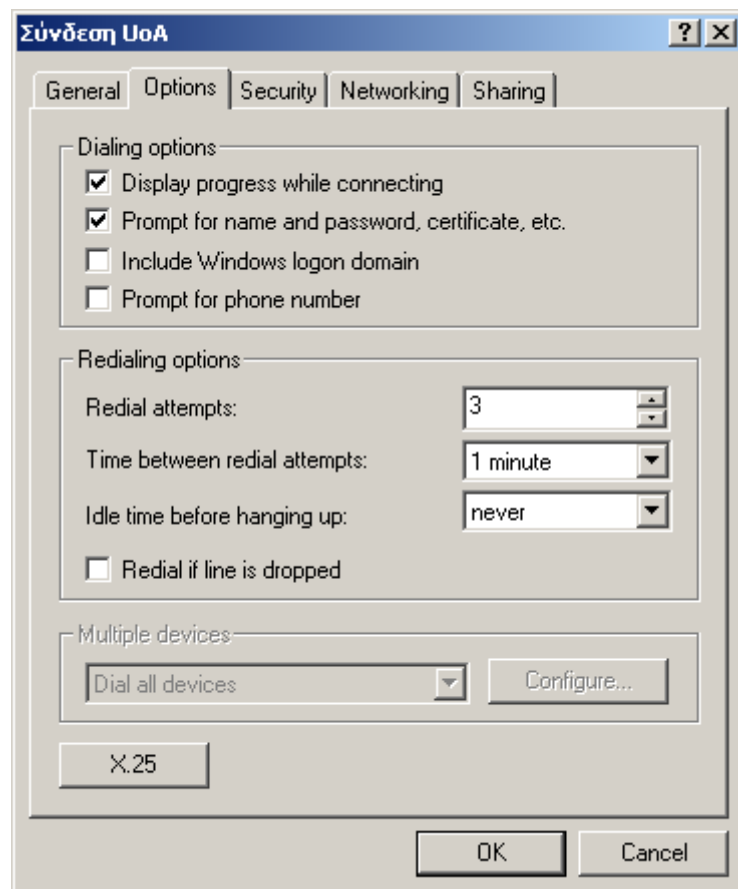 Σύνδεση UoA
General Options Security Networking Sharing
Dialing options
Display progress while connecting
Prompt for name and password, certificate, etc.
Include Windows logon domain
Prompt for phone number
Redialing options
Redial attempts: 3
Time between redial attempts: 1 minute
Idle time before hanging up: never
Redial if line is dropped
Multiple devices
Dial all devices Configure...
X.25
OK Cancel